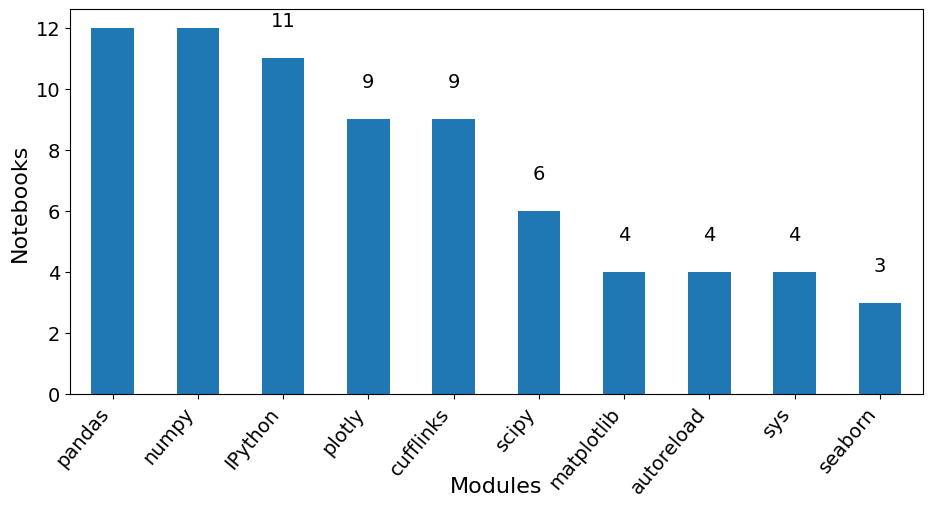 12
10
8
6
4
2
0
Notebooks
11
9
9
6
4
4
4
3
pandas
numpy
IPython
plotly
cufflinks
scipy
matplotlib
autoreload
sys
seaborn
Modules